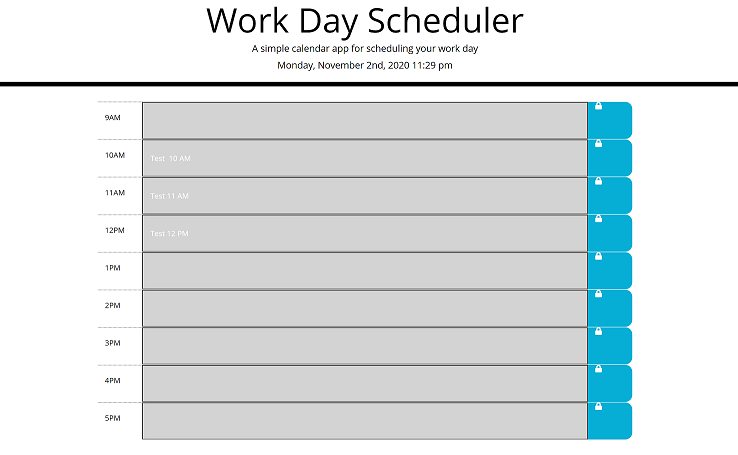 Work Day Scheduler
A simple calendar app for scheduling your work day
Monday, November 2nd, 2020 11:29 pm
9AM
10AM Test 10 AM
11AM Test 11 AM
12PM Test 12 PM
1PM
2PM
3PM
4PM
5PM